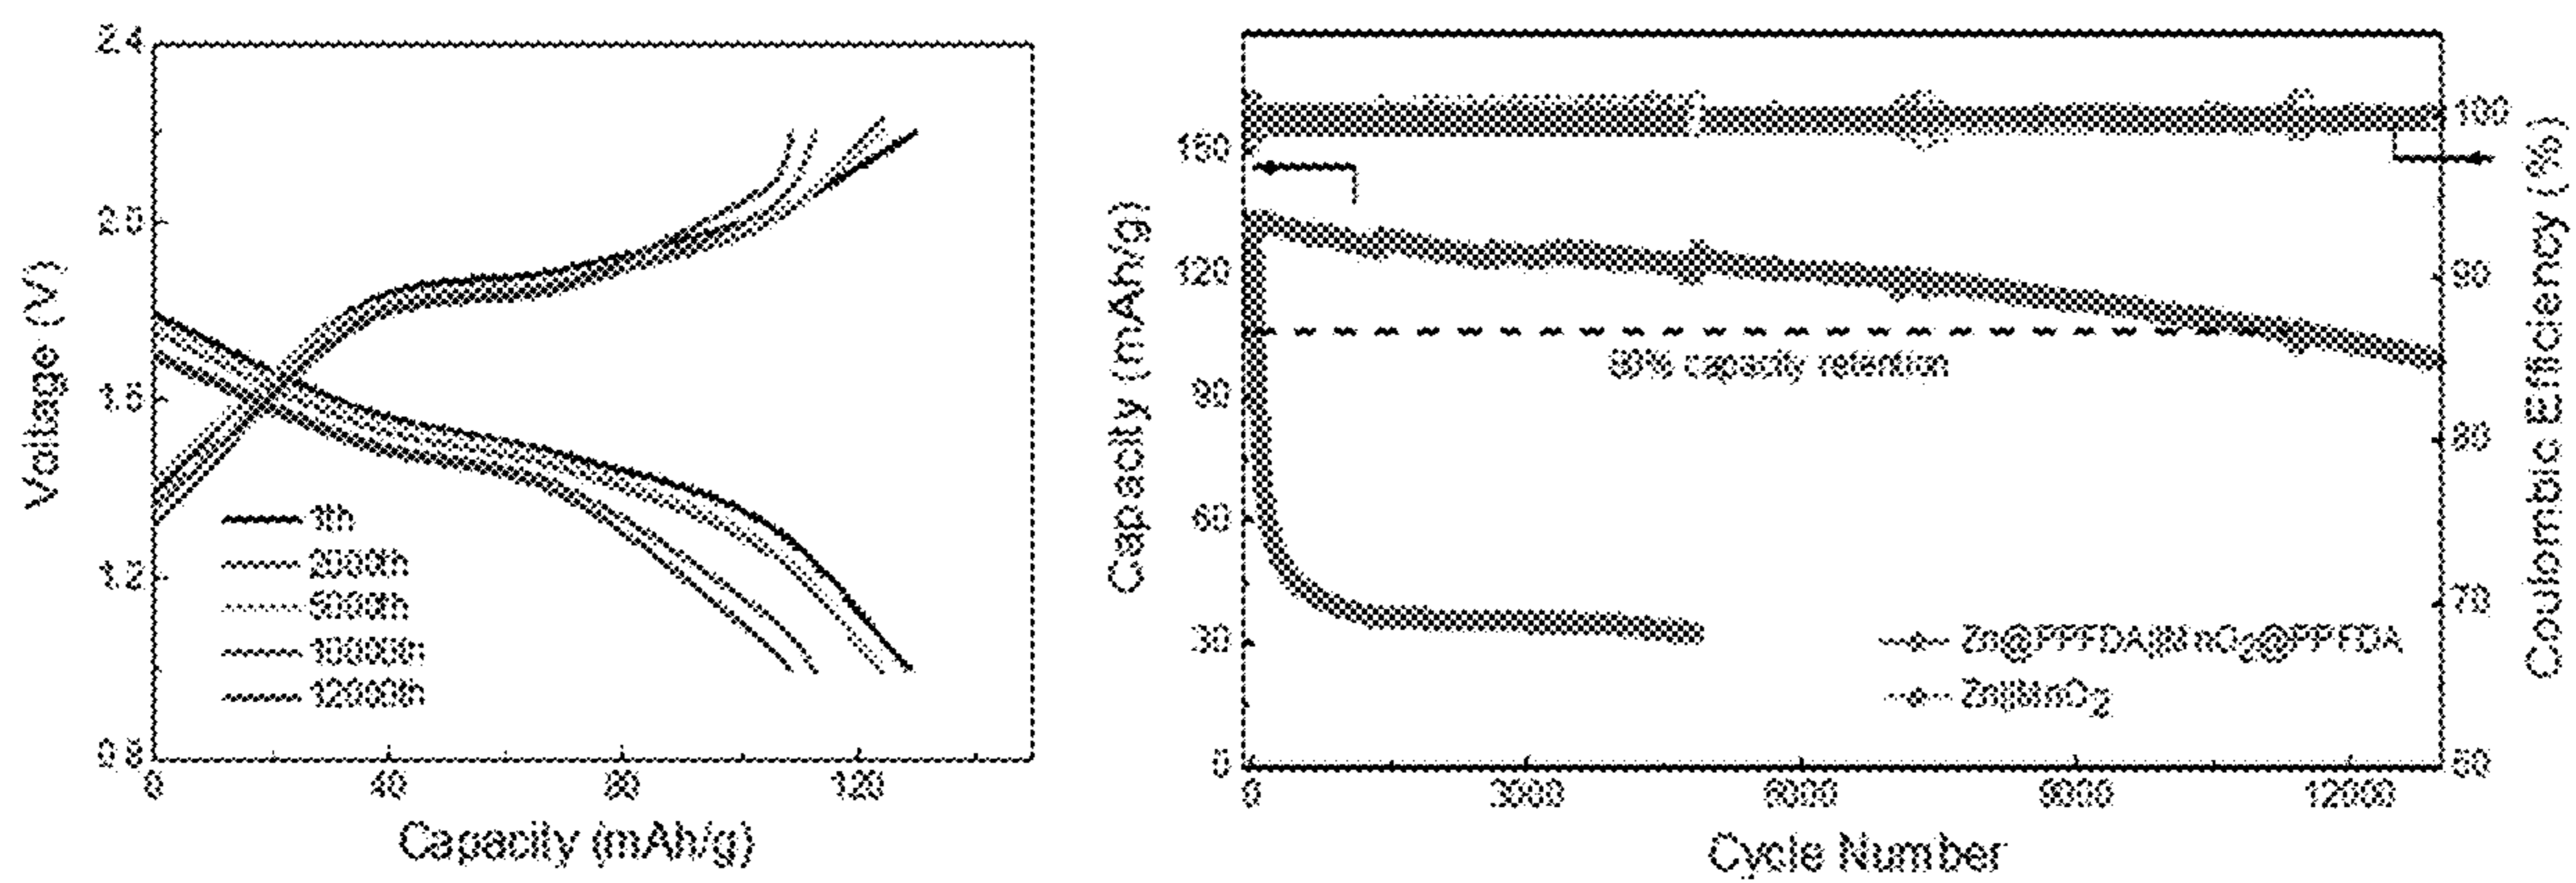 2.4
2.0
1.6
1.2
0.8
Voltage (V)
1th
2000th
5000th
10000th
12000th
0 40 80 120
Capacity (mAh/g)
150
120
90
60
30
0
Capacity (mAh/g)
80% capacity retention
Zn@PPFDA||MnO2@PPFDA
Zn||MnO2
100
90
80
70
60
Coulombic Efficiency (%)
0 3000 6000 9000 12000
Cycle Number